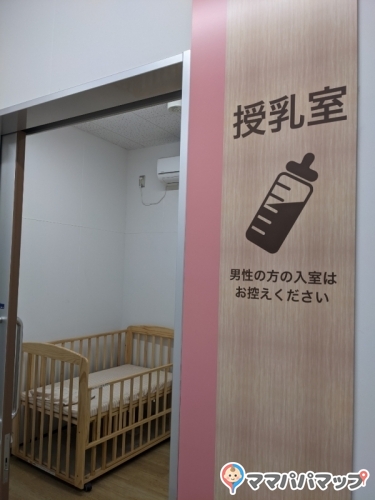 授乳室
男性の方の入室は
お控えください
ママパパマップ